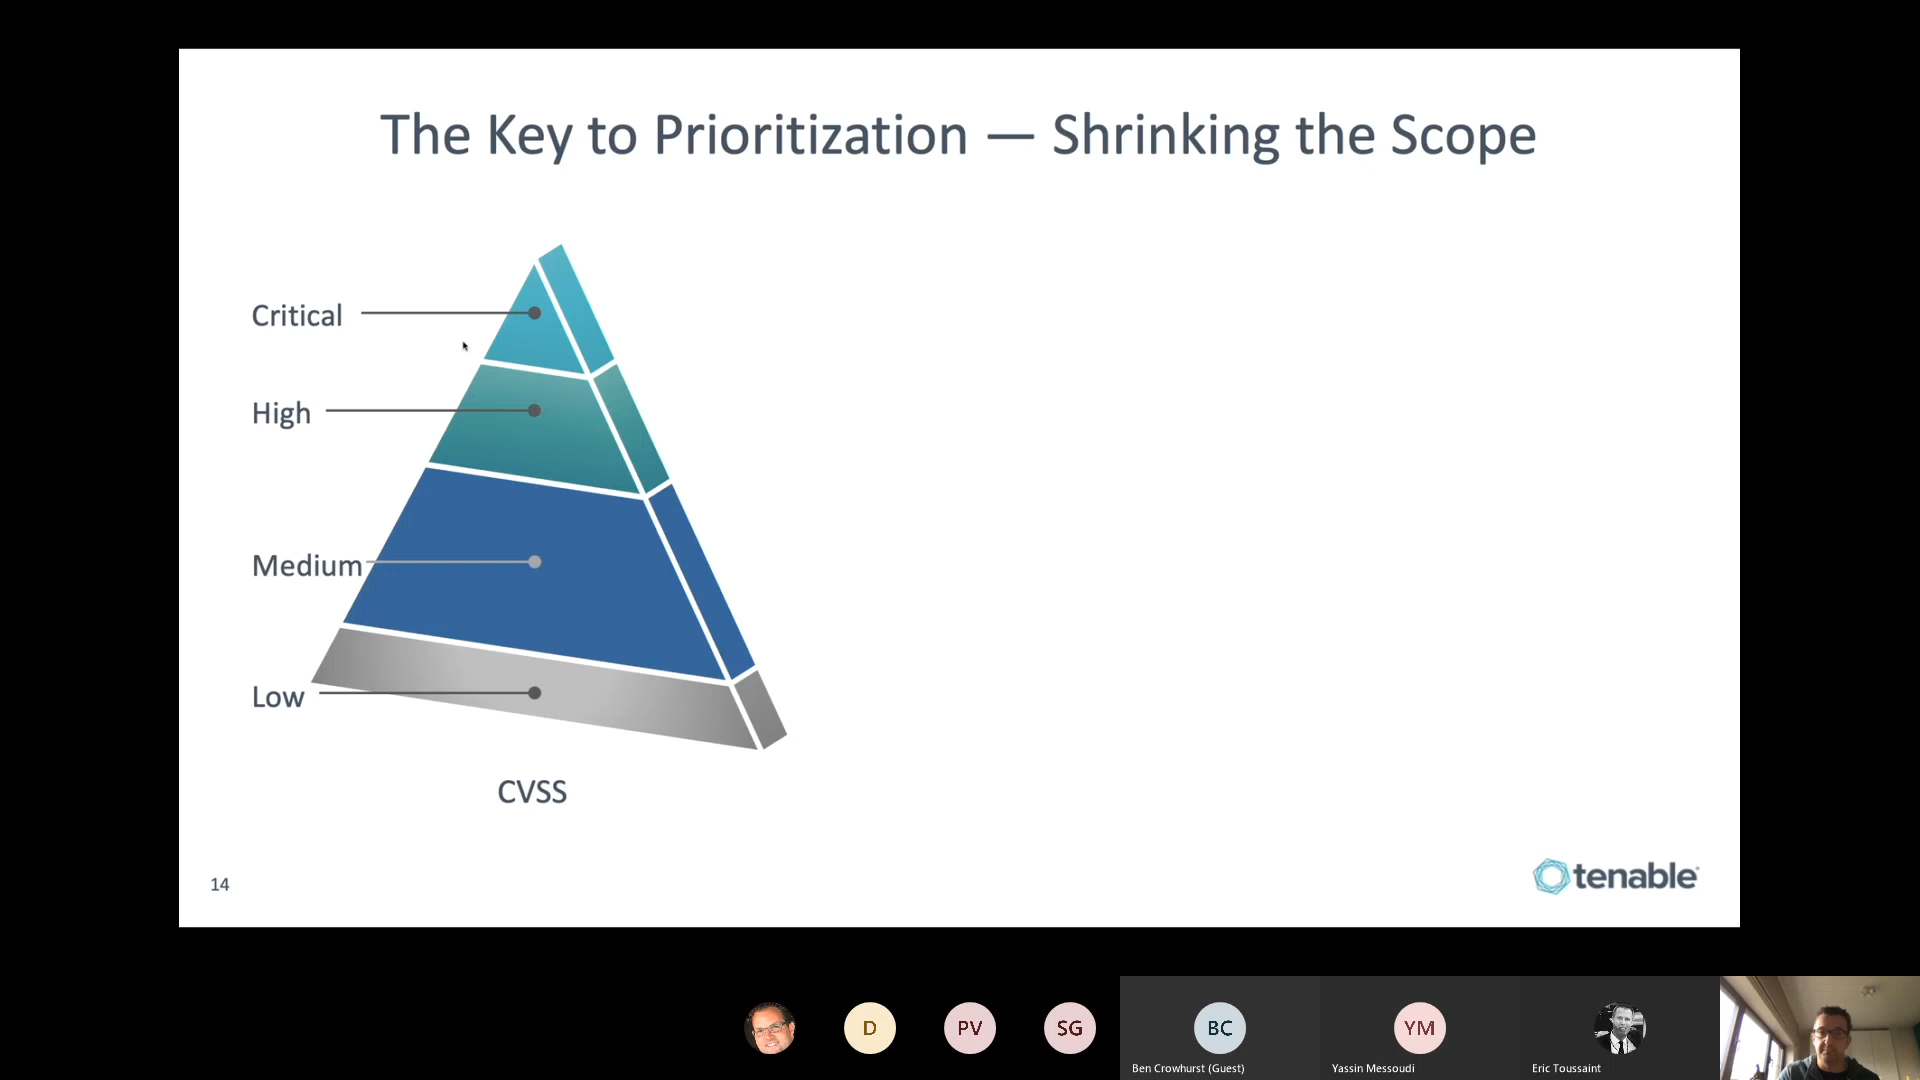 The Key to Prioritization — Shrinking the Scope
Critical
High
Medium
Low
CVSS
14
tenable
D
PV
SG
BC
YM
Ben Crowhurst (Guest)
Yassin Messoudi
Eric Toussaint